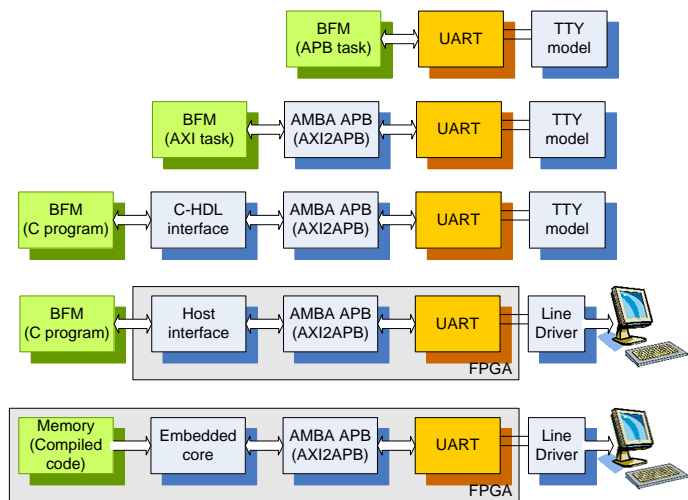 BFM
(APB task)
UART
TTY
model
BFM
(AXI task)
AMBA APB
(AXI2APB)
UART
TTY
model
BFM
(C program)
C-HDL
interface
AMBA APB
(AXI2APB)
UART
TTY
model
BFM
(C program)
Host
interface
AMBA APB
(AXI2APB)
UART
Line
Driver
FPGA
Memory
(Compiled
code)
Embedded
core
AMBA APB
(AXI2APB)
UART
Line
Driver
FPGA